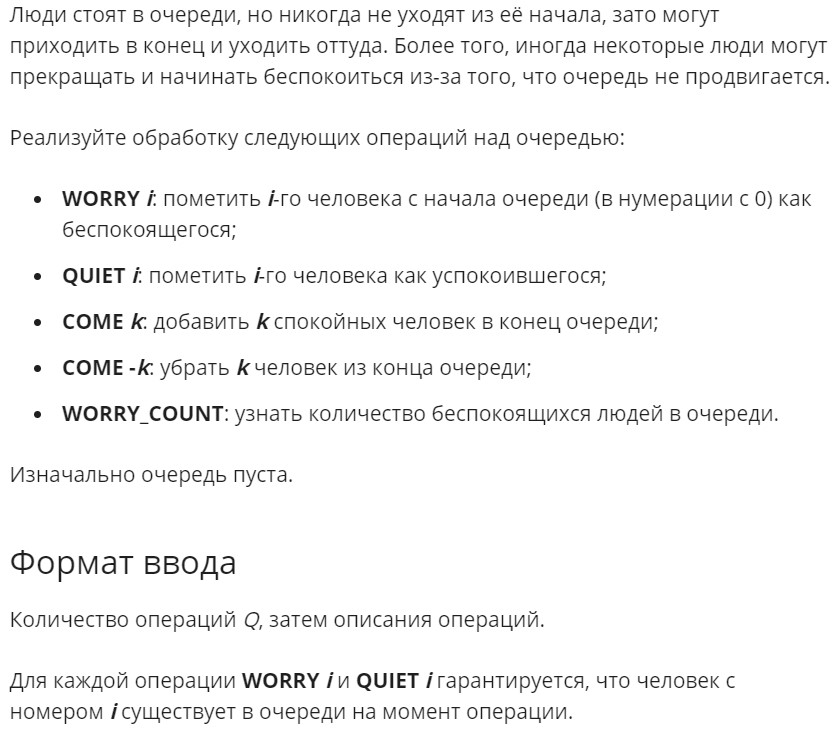 Люди стоят в очереди, но никогда не уходят из её начала, зато могут
приходить в конец и уходить оттуда. Более того, иногда некоторые люди могут
прекращать и начинать беспокоиться из-за того, что очередь не продвигается.
Реализуйте обработку следующих операций над очередью:
• WORRY i: пометить i-го человека с начала очереди (в нумерации с 0) как
беспокоящегося;
• QUIET i: пометить i-го человека как успокоившегося;
• COME k: добавить k спокойных человек в конец очереди;
• COME -k: убрать k человек из конца очереди;
• WORRY_COUNT: узнать количество беспокоящихся людей в очереди.
Изначально очередь пуста.
Формат ввода
Количество операций Q, затем описания операций.
Для каждой операции WORRY i и QUIET i гарантируется, что человек с
номером i существует в очереди на момент операции.